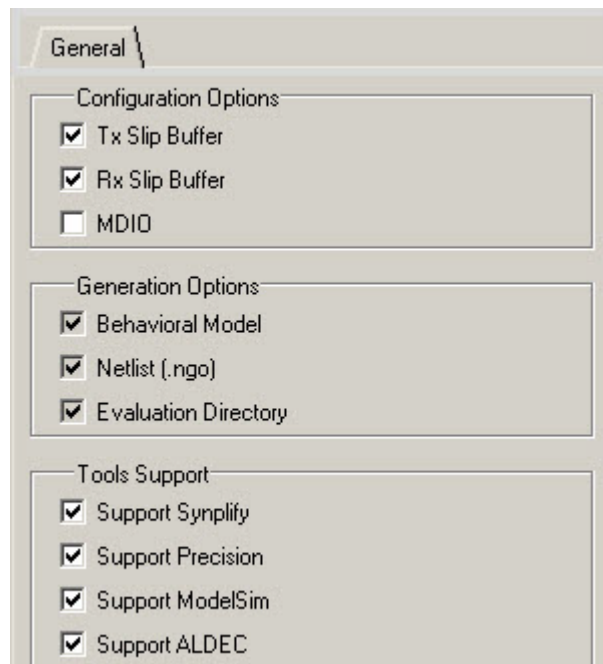 General
Configuration Options
Tx Slip Buffer
Rx Slip Buffer
MDIO
Generation Options
Behavioral Model
Netlist (.ngo)
Evaluation Directory
Tools Support
Support Synplify
Support Precision
Support ModelSim
Support ALDEC